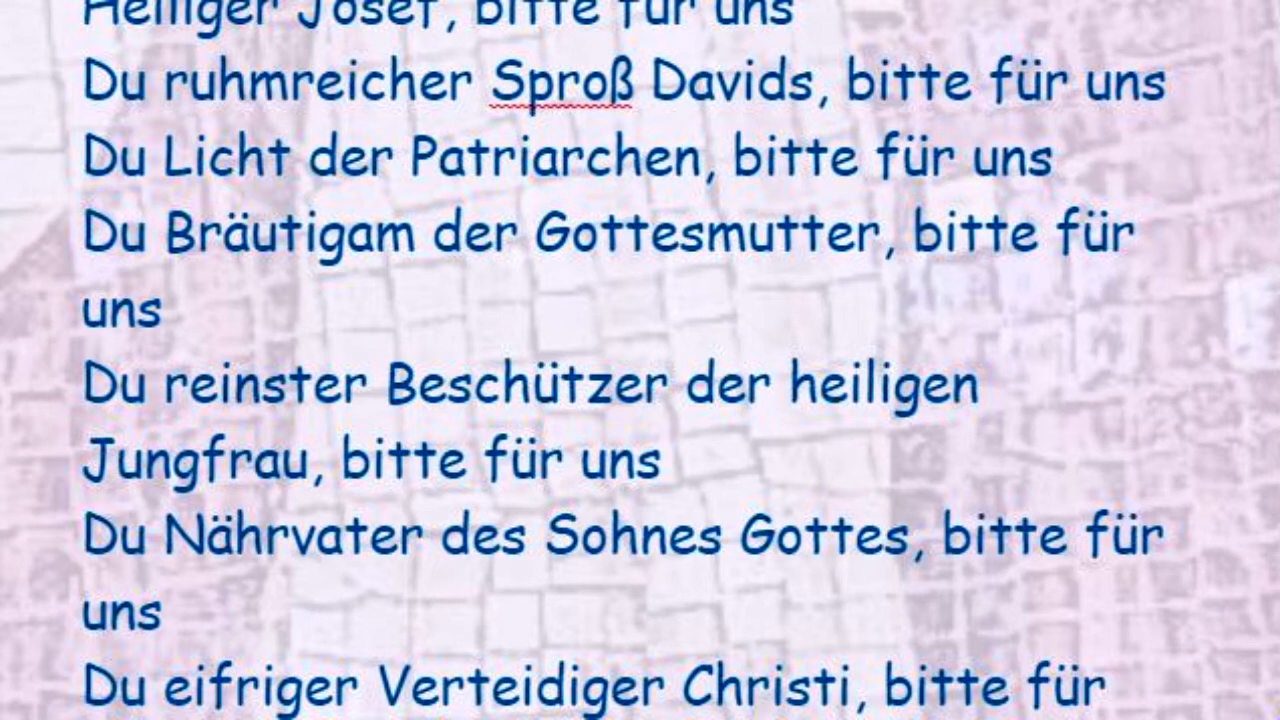 Heiliger Josef, bitte für uns
Du ruhmreicher Sproß Davids, bitte für uns
Du Licht der Patriarchen, bitte für uns
Du Bräutigam der Gottesmutter, bitte für
uns
Du reinster Beschützer der heiligen
Jungfrau, bitte für uns
Du Nährvater des Sohnes Gottes, bitte für
uns
Du eifriger Verteidiger Christi, bitte für